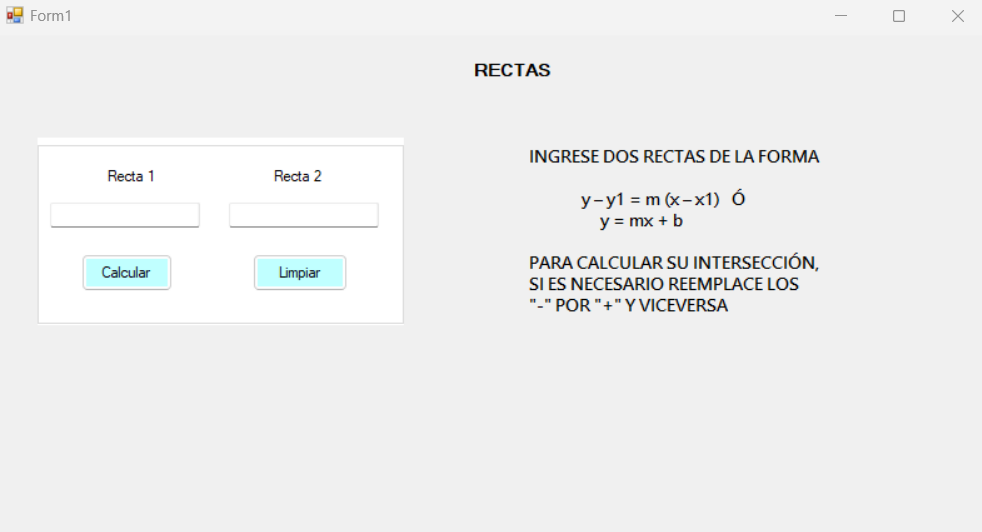 Form1
RECTAS
Recta 1
Recta 2
Calcular
Limpiar
INGRESE DOS RECTAS DE LA FORMA
y – y1 = m (x – x1) Ó
y = mx + b
PARA CALCULAR SU INTERSECCIÓN,
SI ES NECESARIO REEMPLACE LOS
"-" POR "+" Y VICEVERSA